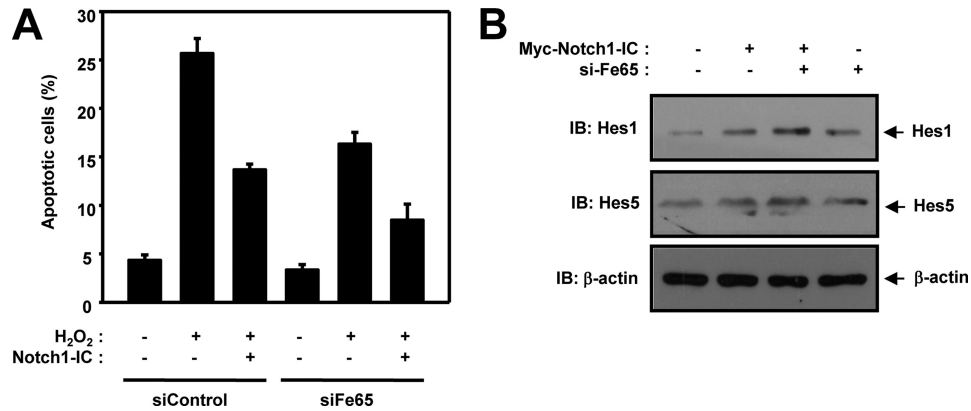 A
Apoptotic cells (%)
30
25
20
15
10
5
0
H₂O₂ : - + + - + +
Notch1-IC : - - + - - +
siControl siFe65
B
Myc-Notch1-IC : - + + -
si-Fe65 : - - + +
IB: Hes1 Hes1
IB: Hes5 Hes5
IB: β-actin β-actin